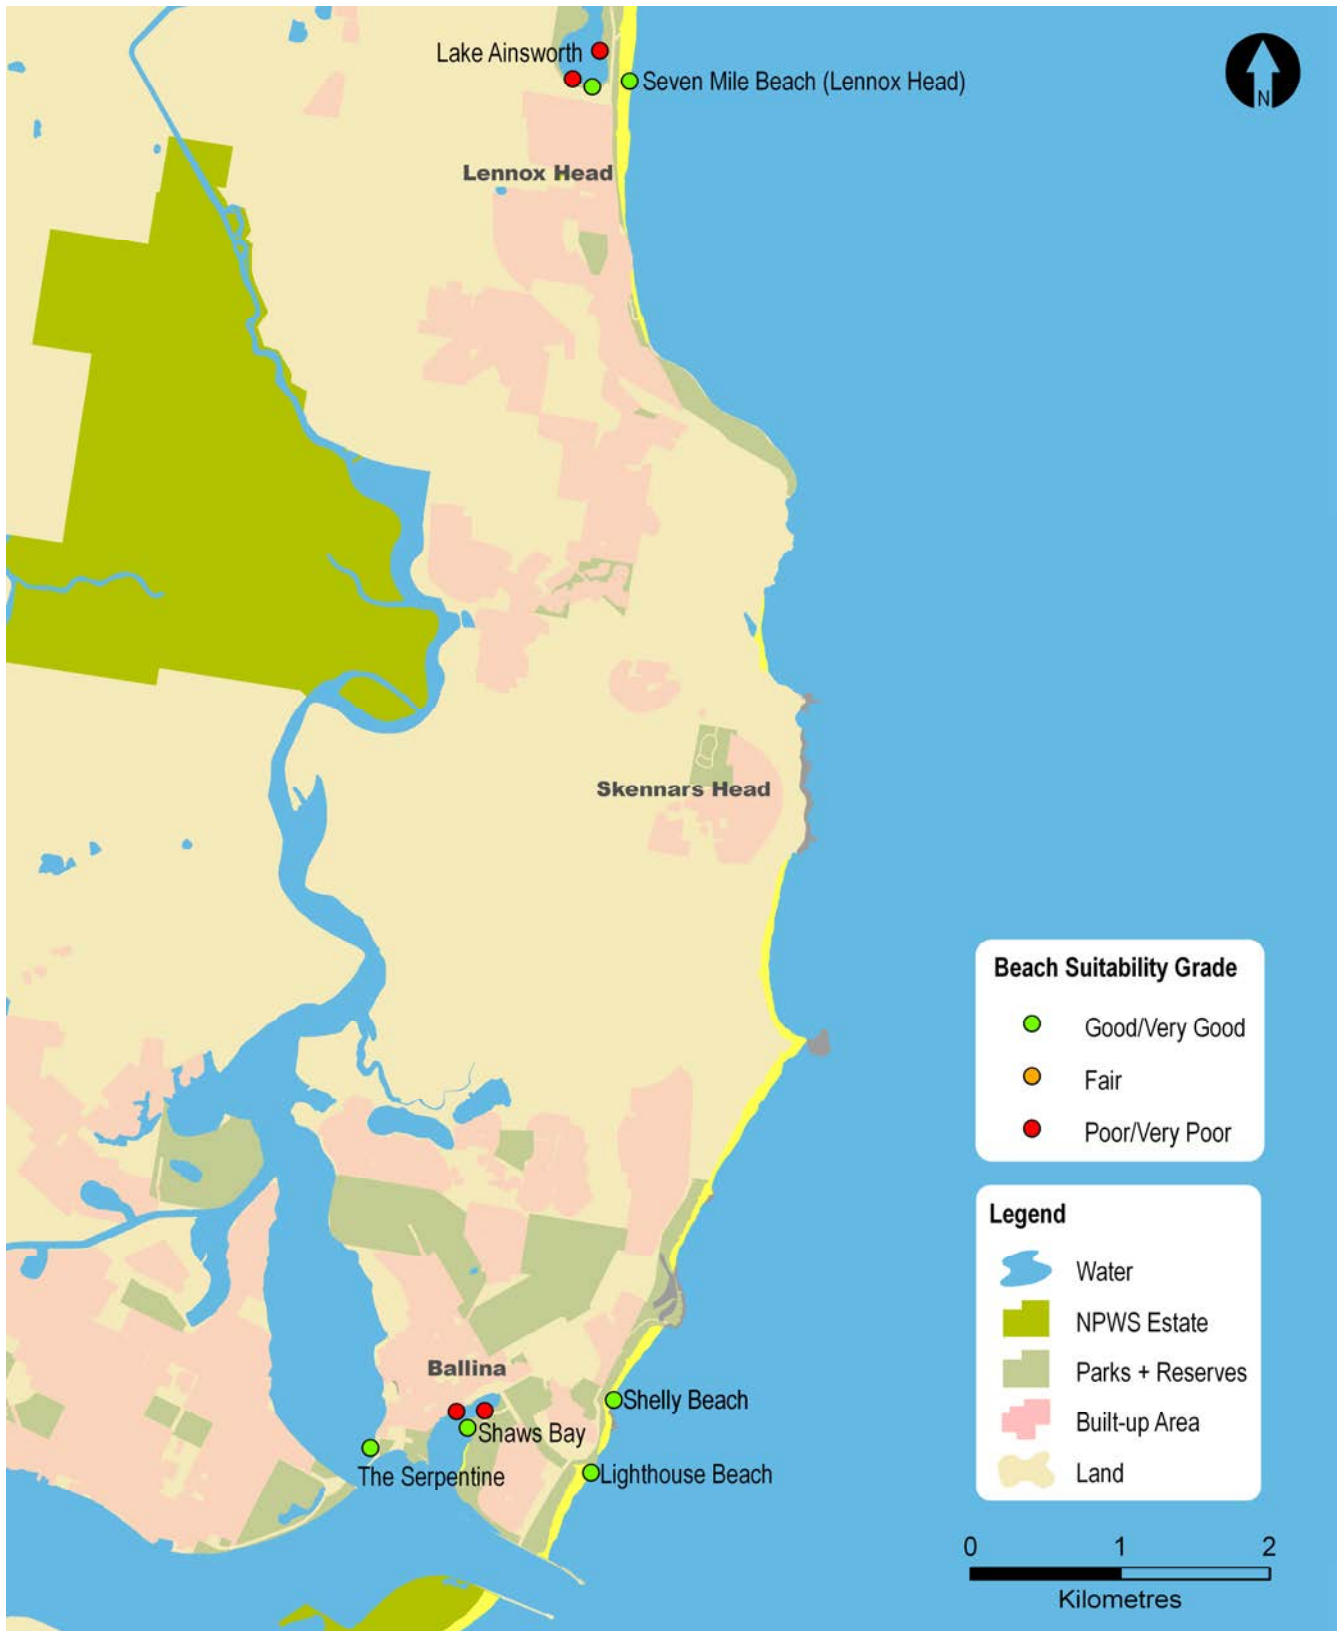 Lake Ainsworth
Seven Mile Beach (Lennox Head)
N
Lennox Head
Skennars Head
Beach Suitability Grade
Good/Very Good
Fair
Poor/Very Poor
Legend
Water
NPWS Estate
Parks + Reserves
Built-up Area
Land
Ballina
Shelly Beach
Shaws Bay
The Serpentine
Lighthouse Beach
0 1 2
Kilometres